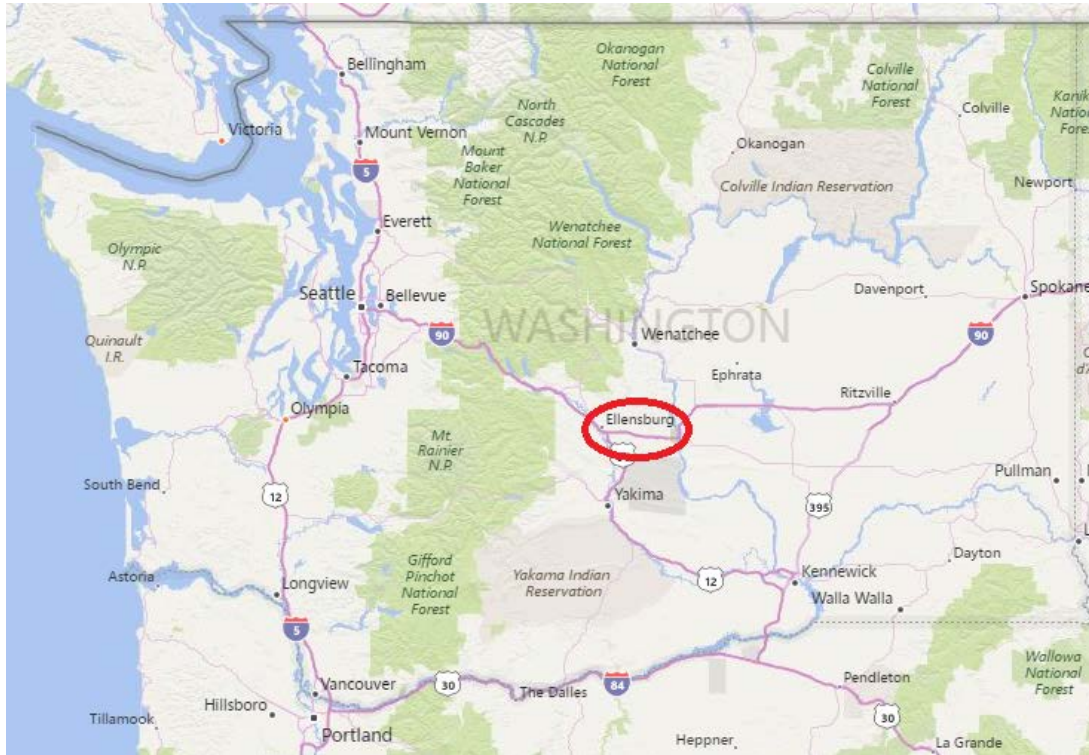 Bellingham
Okanogan
National
Forest
Colville
National
Forest
Colville
North
Cascades
N.P.
Victoria
Mount Vernon
Okanogan
5
Mount
Baker
National
Forest
Colville Indian Reservation
Newport
Everett
Wenatchee
National Forest
Olympic
N.P.
Seattle
Bellevue
Davenport
Spokane
WASHINGTON
90
Wenatchee
90
Quinault
I.R.
Tacoma
Ephrata
Ritzville
Olympia
Ellensburg
Mt
Rainier
N.P.
South Bend
12
Yakima
395
Pullman
Gifford
Pinchot
National
Forest
Yakama Indian
Reservation
Dayton
Astoria
Longview
12
Kennewick
Walla Walla
5
Wallowa
National
Forest
Vancouver
30
84
Pendleton
Hillsboro
The Dalles
Tillamook
Portland
30
Heppner
La Grande